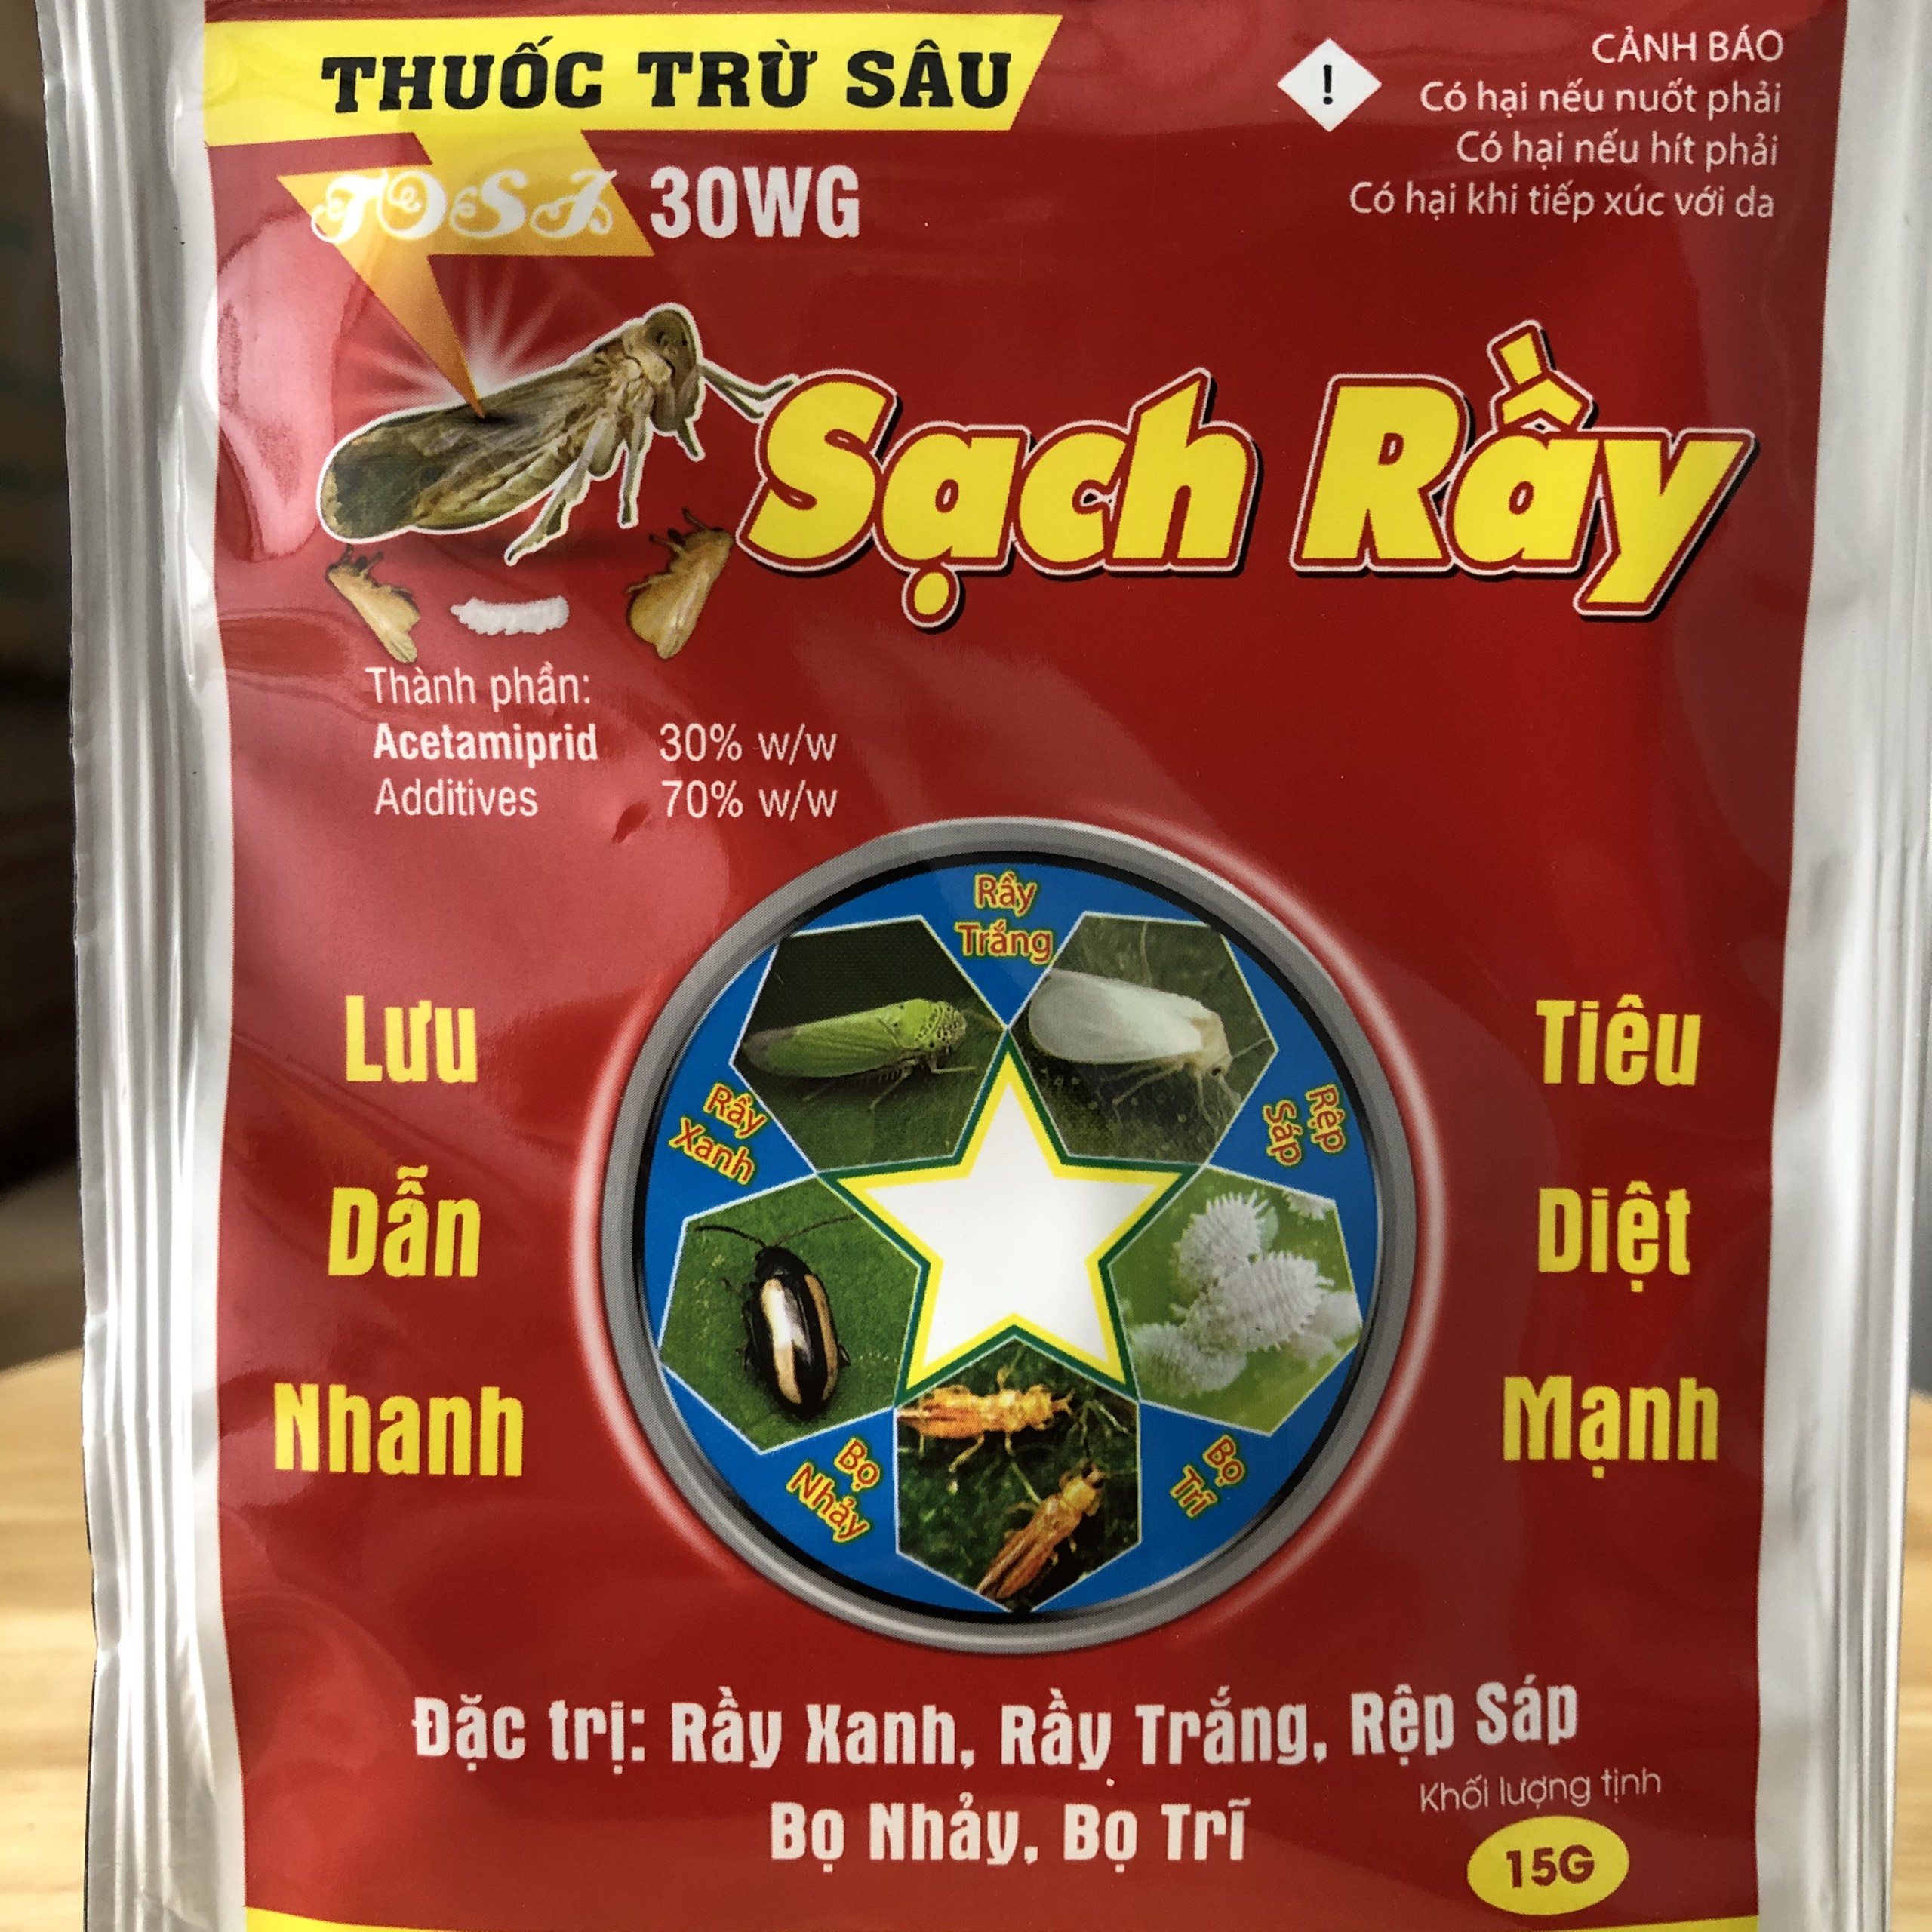 THUỐC TRỪ SÂU
TOSI 30WG
!
CẢNH BÁO
Có hại nếu nuốt phải
Có hại nếu hít phải
Có hại khi tiếp xúc với da
Sạch Rầy
Thành phần:
Acetamiprid 30% w/w
Additives 70% w/w
Lưu
Dẫn
Nhanh
Rầy
Trắng
Rầy
Xanh
Rệp
Sáp
Bọ
Nhảy
Bọ
Trĩ
Tiêu
Diệt
Mạnh
Đặc trị: Rầy Xanh, Rầy Trắng, Rệp Sáp
Bọ Nhảy, Bọ Trĩ
Khối lượng tịnh
15G